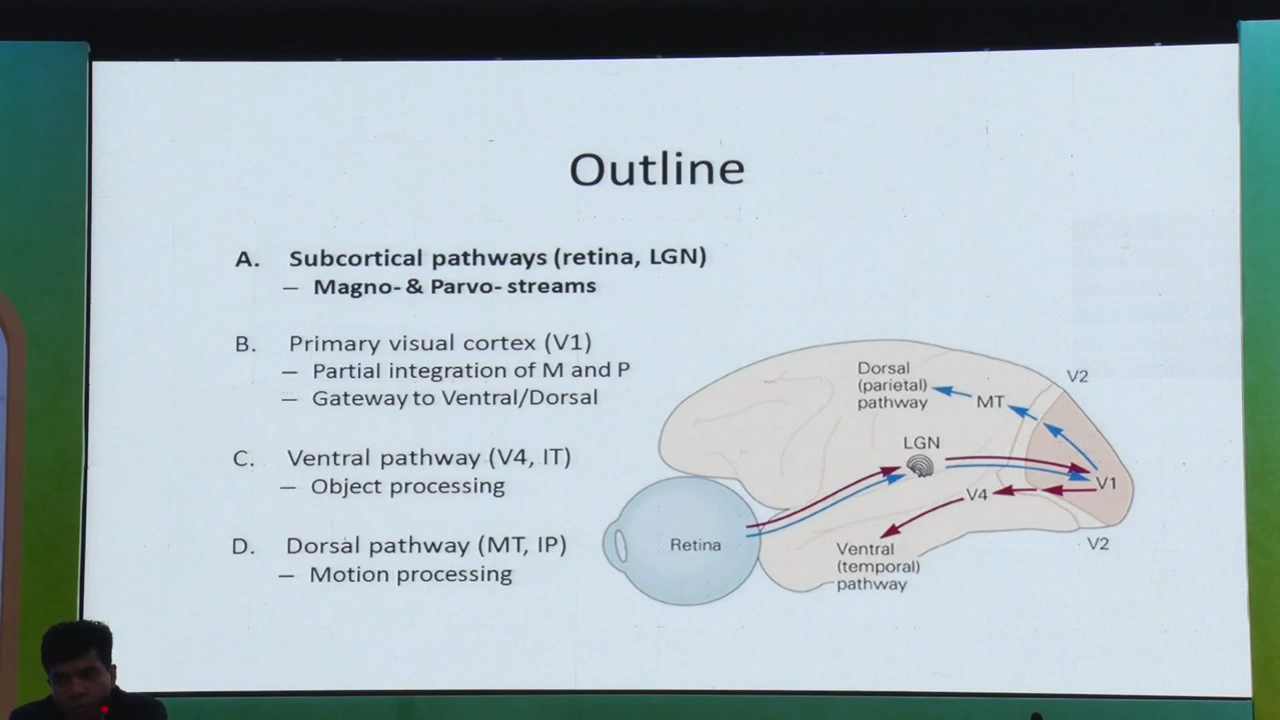 Outline
A. Subcortical pathways (retina, LGN)
– Magno- & Parvo- streams
B. Primary visual cortex (V1)
– Partial integration of M and P
– Gateway to Ventral/Dorsal
C. Ventral pathway (V4, IT)
– Object processing
D. Dorsal pathway (MT, IP)
– Motion processing
Dorsal
(parietal)
pathway
MT
V2
LGN
V1
V4
Retina
Ventral
(temporal)
pathway
V2